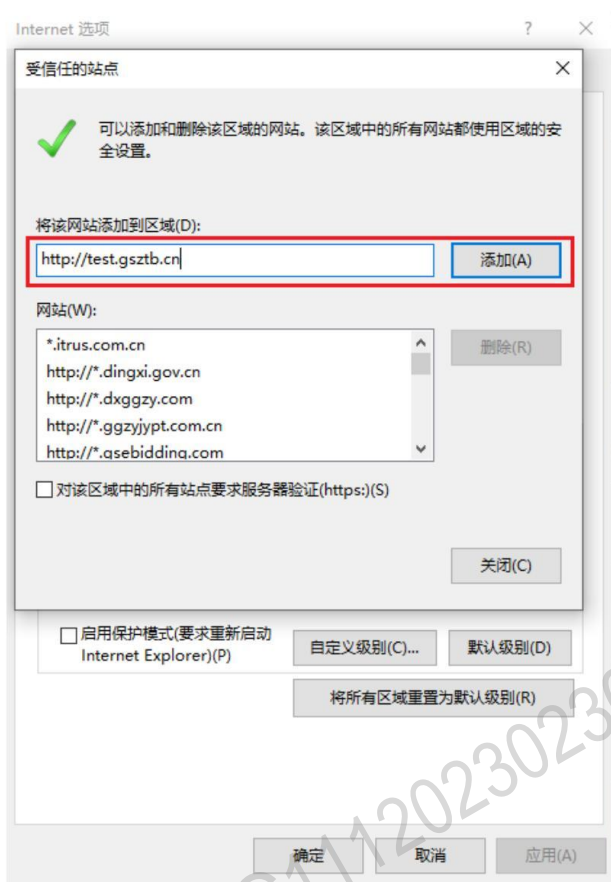 Internet 选项
受信任的站点
可以添加和删除该区域的网站。该区域中的所有网站都使用区域的安
全设置。
将该网站添加到区域(D):
http://test.gsztb.cn
添加(A)
网站(W):
*.itrus.com.cn
http://*.dingxi.gov.cn
http://*.dxggzy.com
http://*.ggzyjypt.com.cn
http://*.gsebidding.com
删除(R)
对该区域中的所有站点要求服务器验证(https:)(S)
关闭(C)
启用保护模式(要求重新启动
Internet Explorer)(P)
自定义级别(C)...
默认级别(D)
将所有区域重置为默认级别(R)
确定
取消
应用(A)